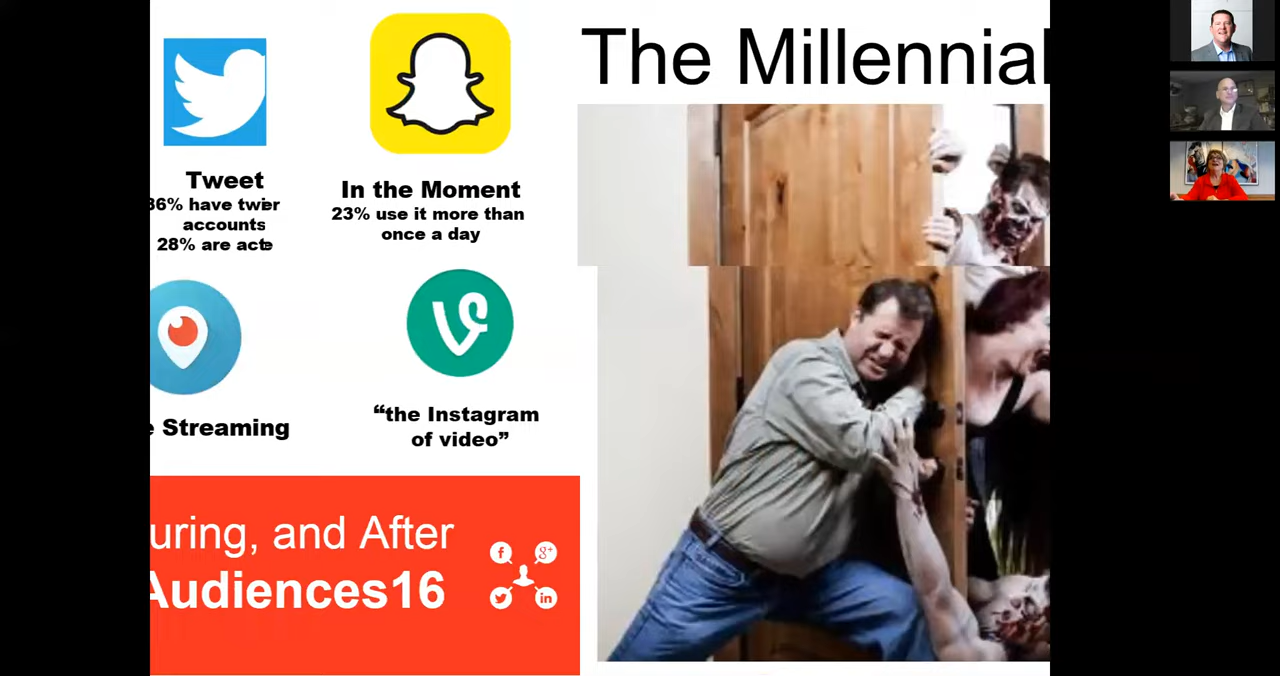 The Millennial
Tweet
36% have twier
accounts
28% are acte
In the Moment
23% use it more than
once a day
e Streaming
“the Instagram
of video”
uring, and After
Audiences16
f
g+
in